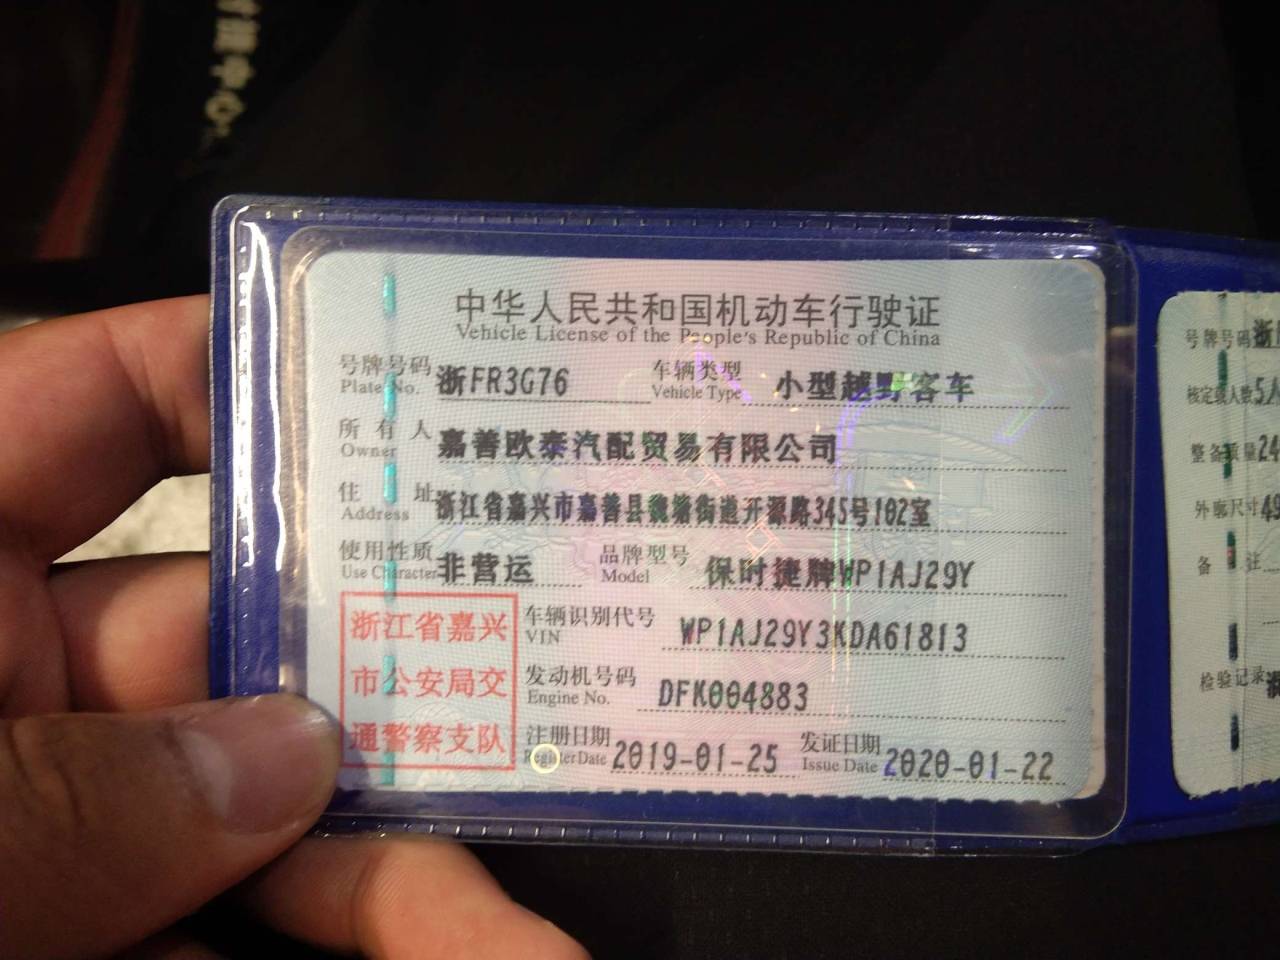 中心
中华人民共和国机动车行驶证
Vehicle License of the People's Republic of China
号牌号码 浙FR3G76 车辆类型 小型越野客车
Plate No. Vehicle Type
所有人 嘉善欧泰汽配贸易有限公司
Owner
住址 浙江省嘉兴市嘉善县魏塘街道开源路345号102室
Address
使用性质 非营运 品牌型号 保时捷牌WP1AJ29Y
Use Character Model
浙江省嘉兴
市公安局交
通警察支队
车辆识别代号 WP1AJ29Y3KDA61813
VIN
发动机号码 DFK004883
Engine No.
注册日期 2019-01-25 发证日期 2020-01-22
Register Date Issue Date
号牌号码 浙
核定载人数 5人
整备质量 24
外廓尺寸 49
备注
检验记录